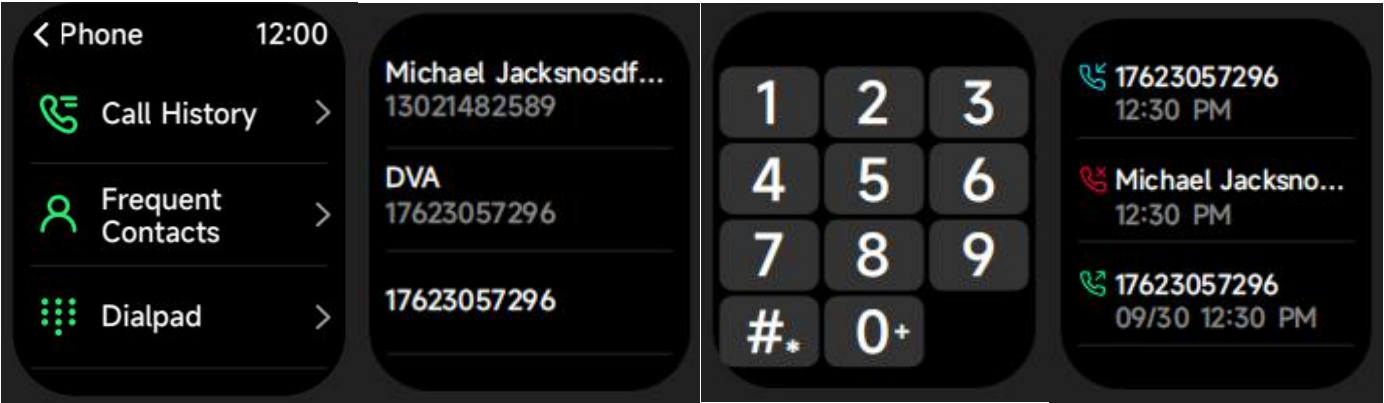 Phone 12:00
Call History
Frequent
Contacts
Dialpad
Michael Jacksnosdf...
13021482589
DVA
17623057296
17623057296
1 2 3
4 5 6
7 8 9
#* 0+
17623057296
12:30 PM
Michael Jacksno...
12:30 PM
17623057296
09/30 12:30 PM